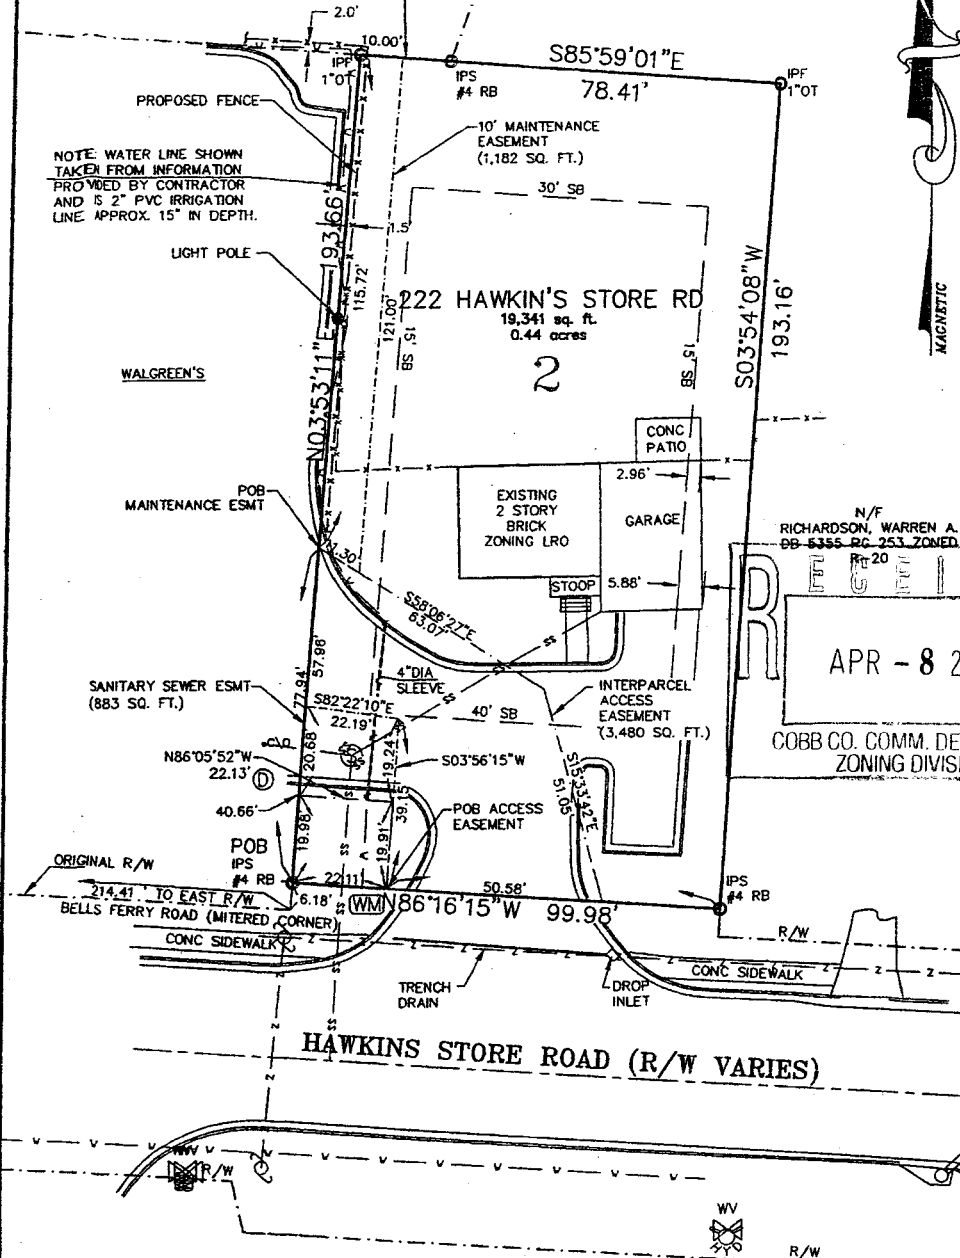 2.0'
10.00'
IPF
1"OT
IPS
#4 RB
S85°59'01"E
78.41'
IPF
1"OT
PROPOSED FENCE
10' MAINTENANCE
EASEMENT
(1,182 SQ. FT.)
NOTE: WATER LINE SHOWN
TAKEN FROM INFORMATION
PROVIDED BY CONTRACTOR
AND IS 2" PVC IRRIGATION
LINE APPROX. 15" IN DEPTH.
30' SB
1.5'
LIGHT POLE
N03°53'11"E 193.66'
115.72'
121.00'
15' SB
222 HAWKIN'S STORE RD
19,341 sq. ft.
0.44 acres
2
15' SB
S03°54'08"W
193.16'
MAGNETIC
WALGREEN'S
CONC
PATIO
2.96'
POB
MAINTENANCE ESMT
EXISTING
2 STORY
BRICK
ZONING LRO
GARAGE
N/F
RICHARDSON, WARREN A.
DB 5355 PG 253 ZONED
R-20
1.30'
STOOP
5.88'
S58°06'27"E
63.07'
SS
R E C E I
APR - 8 2
COBB CO. COMM. DE
ZONING DIVIS
77.94'
57.96'
4"DIA
SLEEVE
SANITARY SEWER ESMT
(883 SQ. FT.)
S82°22'10"E
22.19'
40' SB
INTERPARCEL
ACCESS
EASEMENT
(3,480 SQ. FT.)
N86°05'52"W
22.13'
D
20.68'
19.24'
S03°56'15"W
39.15'
S15°33'42"E
51.05'
40.66'
19.98'
19.91'
POB ACCESS
EASEMENT
POB
IPS
#4 RB
ORIGINAL R/W
22.11'
50.58'
IPS
#4 RB
214.41 ' TO EAST R/W
BELLS FERRY ROAD (MITERED CORNER)
6.18'
WM
N86°16'15"W 99.98'
R/W
CONC SIDEWALK
CONC SIDEWALK
TRENCH
DRAIN
DROP
INLET
HAWKINS STORE ROAD (R/W VARIES)
WV
R/W
WV
HYD
R/W